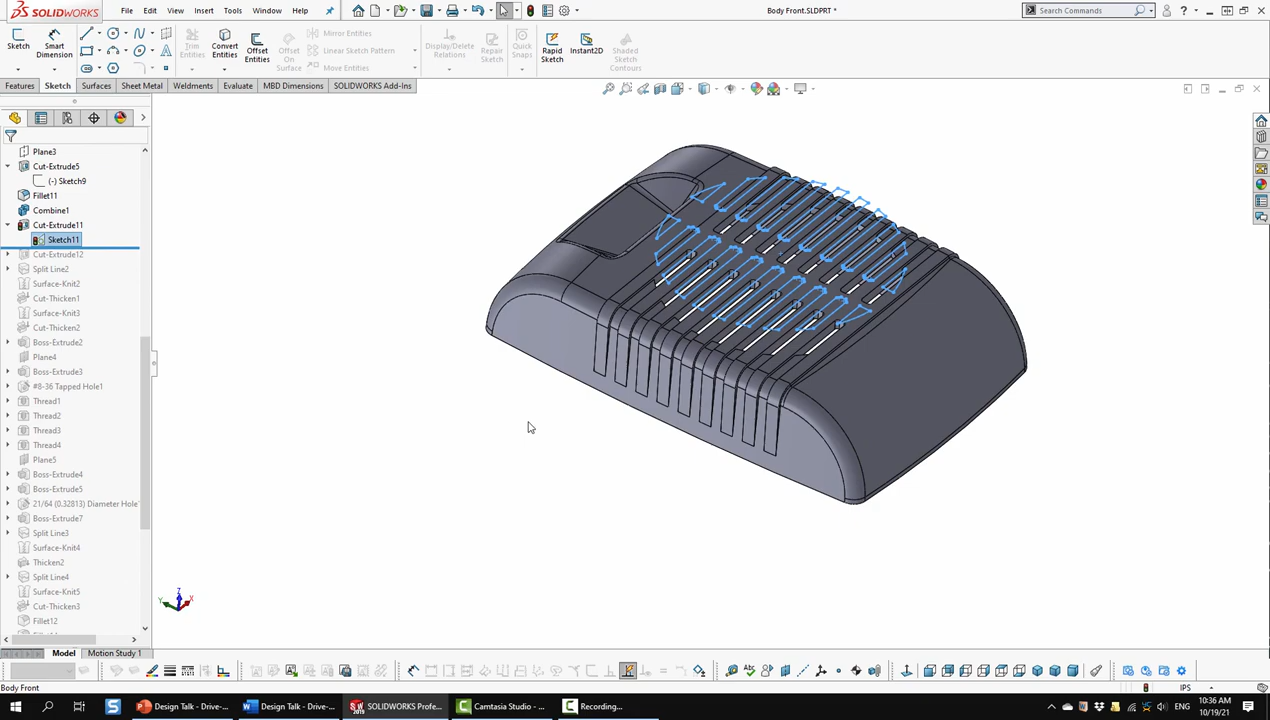 SOLIDWORKS
File
Edit
View
Insert
Tools
Window
Help
Body Front.SLDPRT *
Search Commands
Sketch
Smart
Dimension
Trim
Entities
Convert
Entities
Offset
Entities
Offset
On
Surface
Mirror Entities
Linear Sketch Pattern
Move Entities
Display/Delete
Relations
Repair
Sketch
Quick
Snaps
Rapid
Sketch
Instant2D
Shaded
Sketch
Contours
Features
Sketch
Surfaces
Sheet Metal
Weldments
Evaluate
MBD Dimensions
SOLIDWORKS Add-Ins
Plane3
Cut-Extrude5
(-) Sketch9
Fillet11
Combine1
Cut-Extrude11
Sketch11
Cut-Extrude12
Split Line2
Surface-Knit2
Cut-Thicken1
Surface-Knit3
Cut-Thicken2
Boss-Extrude2
Plane4
Boss-Extrude3
#8-36 Tapped Hole1
Thread1
Thread2
Thread3
Thread4
Plane5
Boss-Extrude4
Boss-Extrude5
21/64 (0.32813) Diameter Hole
Boss-Extrude7
Split Line3
Surface-Knit4
Thicken2
Split Line4
Surface-Knit5
Cut-Thicken3
Fillet12
Z
Y
X
Model
Motion Study 1
Body Front
IPS
Design Talk - Drive-...
Design Talk - Drive-...
SOLIDWORKS Profe...
Camtasia Studio - ...
Recording...
10:36 AM
10/19/21